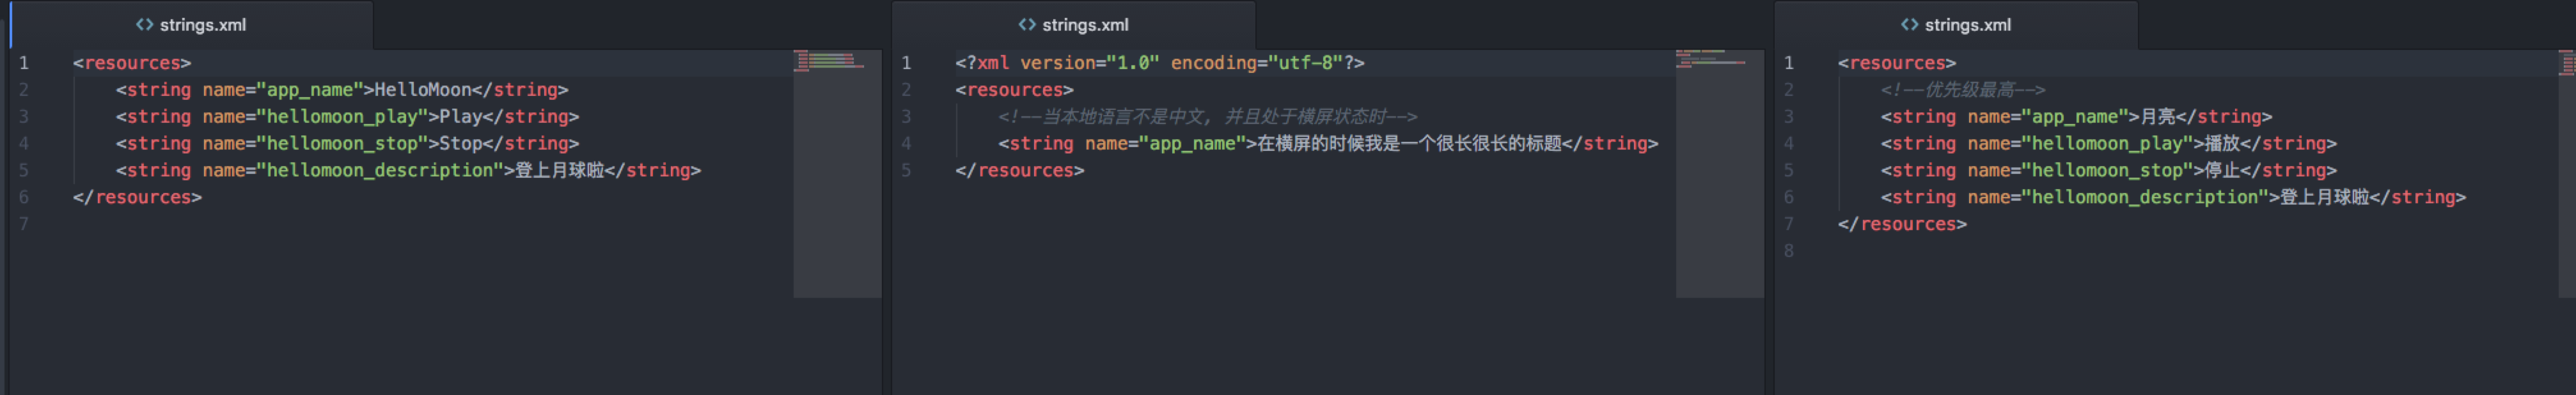 strings.xml
1 <resources>
2 <string name="app_name">HelloMoon</string>
3 <string name="hellomoon_play">Play</string>
4 <string name="hellomoon_stop">Stop</string>
5 <string name="hellomoon_description">登上月球啦</string>
6 </resources>
7
strings.xml
1 <?xml version="1.0" encoding="utf-8"?>
2 <resources>
3 <!--当本地语言不是中文, 并且处于横屏状态时-->
4 <string name="app_name">在横屏的时候我是一个很长很长的标题</string>
5 </resources>
strings.xml
1 <resources>
2 <!--优先级最高-->
3 <string name="app_name">月亮</string>
4 <string name="hellomoon_play">播放</string>
5 <string name="hellomoon_stop">停止</string>
6 <string name="hellomoon_description">登上月球啦</string>
7 </resources>
8